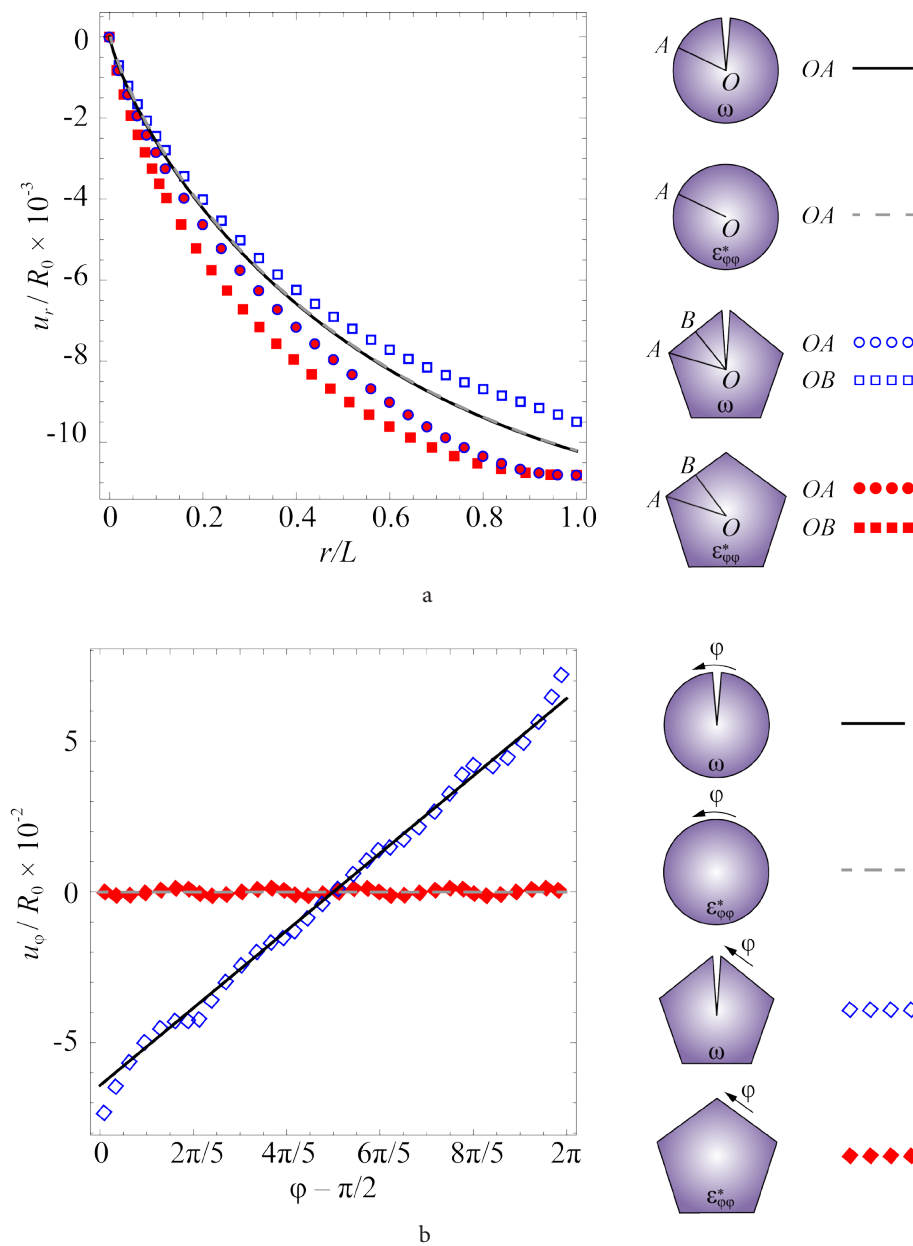 0
-2
-4
-6
-8
-10
u_r / R_0 × 10^-3
0
0.2
0.4
0.6
0.8
1.0
r/L
A
O
ω
OA
A
O
ε*_φφ
OA
B
A
O
ω
OA
OB
B
A
O
ε*_φφ
OA
OB
a
5
0
-5
u_φ / R_0 × 10^-2
0
2π/5
4π/5
6π/5
8π/5
2π
φ – π/2
φ
ω
φ
ε*_φφ
φ
ω
φ
ε*_φφ
b